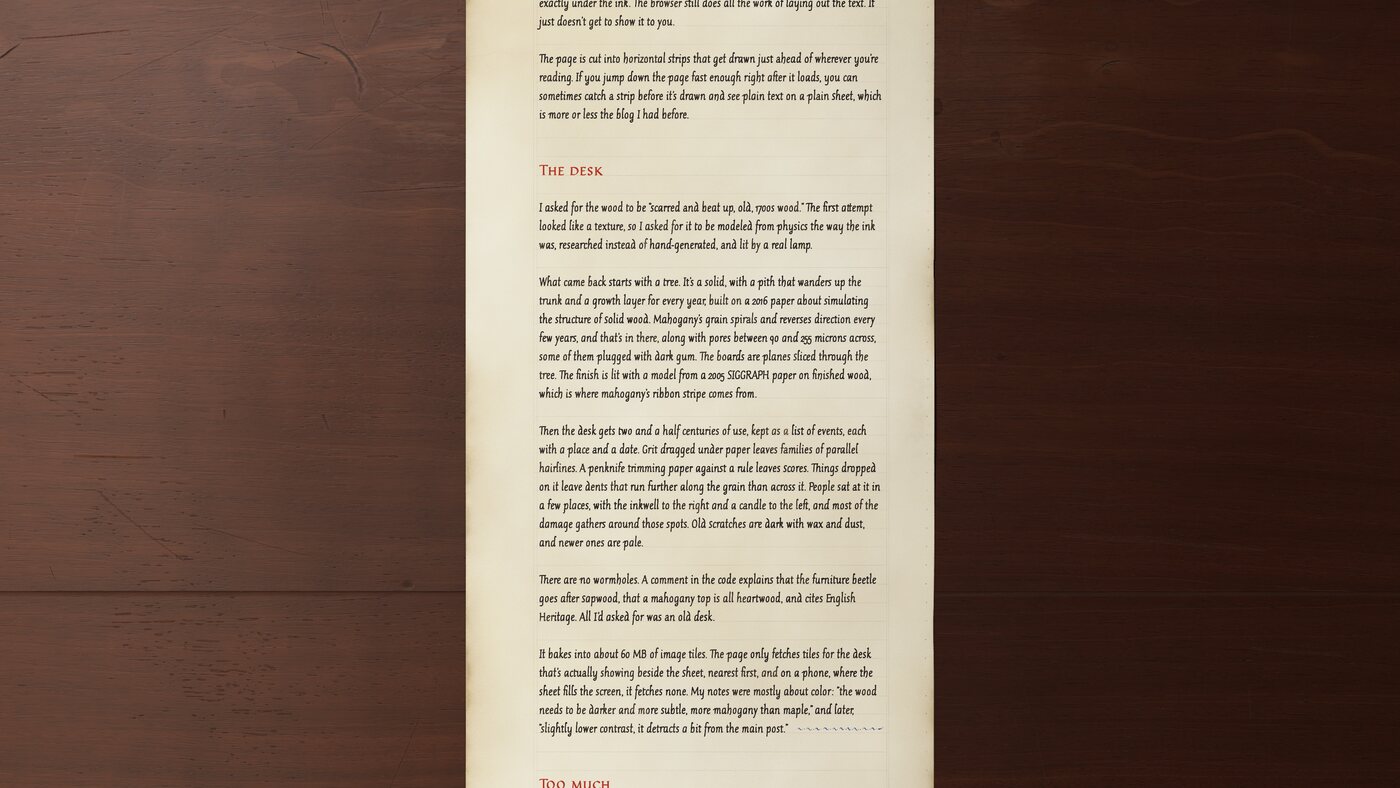 exactly under the ink. The browser still does all the work of laying out the text. It
just doesn't get to show it to you.
The page is cut into horizontal strips that get drawn just ahead of wherever you're
reading. If you jump down the page fast enough right after it loads, you can
sometimes catch a strip before it's drawn and see plain text on a plain sheet, which
is more or less the blog I had before.
The desk
I asked for the wood to be "scarred and beat up, old, 1700s wood." The first attempt
looked like a texture, so I asked for it to be modeled from physics the way the ink
was, researched instead of hand-generated, and lit by a real lamp.
What came back starts with a tree. It's a solid, with a pith that wanders up the
trunk and a growth layer for every year, built on a 2016 paper about simulating
the structure of solid wood. Mahogany's grain spirals and reverses direction every
few years, and that's in there, along with pores between 90 and 255 microns across,
some of them plugged with dark gum. The boards are planes sliced through the
tree. The finish is lit with a model from a 2005 SIGGRAPH paper on finished wood,
which is where mahogany's ribbon stripe comes from.
Then the desk gets two and a half centuries of use, kept as a list of events, each
with a place and a date. Grit dragged under paper leaves families of parallel
hairlines. A penknife trimming paper against a rule leaves scores. Things dropped
on it leave dents that run further along the grain than across it. People sat at it in
a few places, with the inkwell to the right and a candle to the left, and most of the
damage gathers around those spots. Old scratches are dark with wax and dust,
and newer ones are pale.
There are no wormholes. A comment in the code explains that the furniture beetle
goes after sapwood, that a mahogany top is all heartwood, and cites English
Heritage. All I'd asked for was an old desk.
It bakes into about 60 MB of image tiles. The page only fetches tiles for the desk
that's actually showing beside the sheet, nearest first, and on a phone, where the
sheet fills the screen, it fetches none. My notes were mostly about color: "the wood
needs to be darker and more subtle, more mahogany than maple," and later,
"slightly lower contrast, it detracts a bit from the main post."
Too much